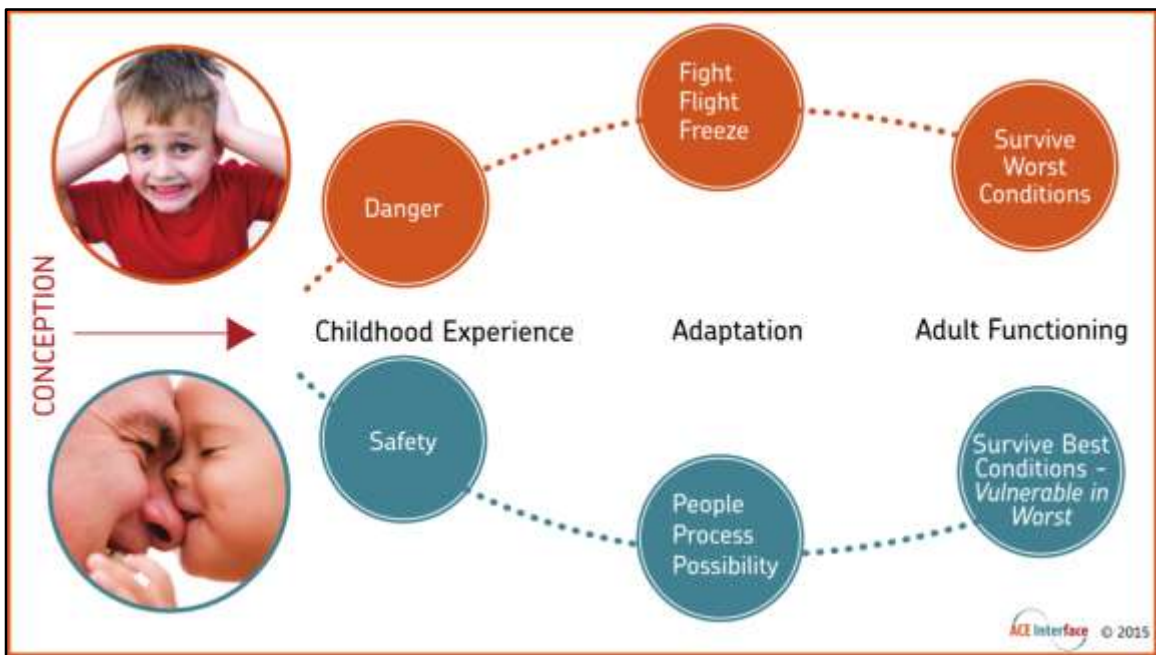 CONCEPTION
Danger
Fight
Flight
Freeze
Survive
Worst
Conditions
Childhood Experience
Adaptation
Adult Functioning
Safety
People
Process
Possibility
Survive Best
Conditions -
Vulnerable in
Worst
ACE Interface © 2015